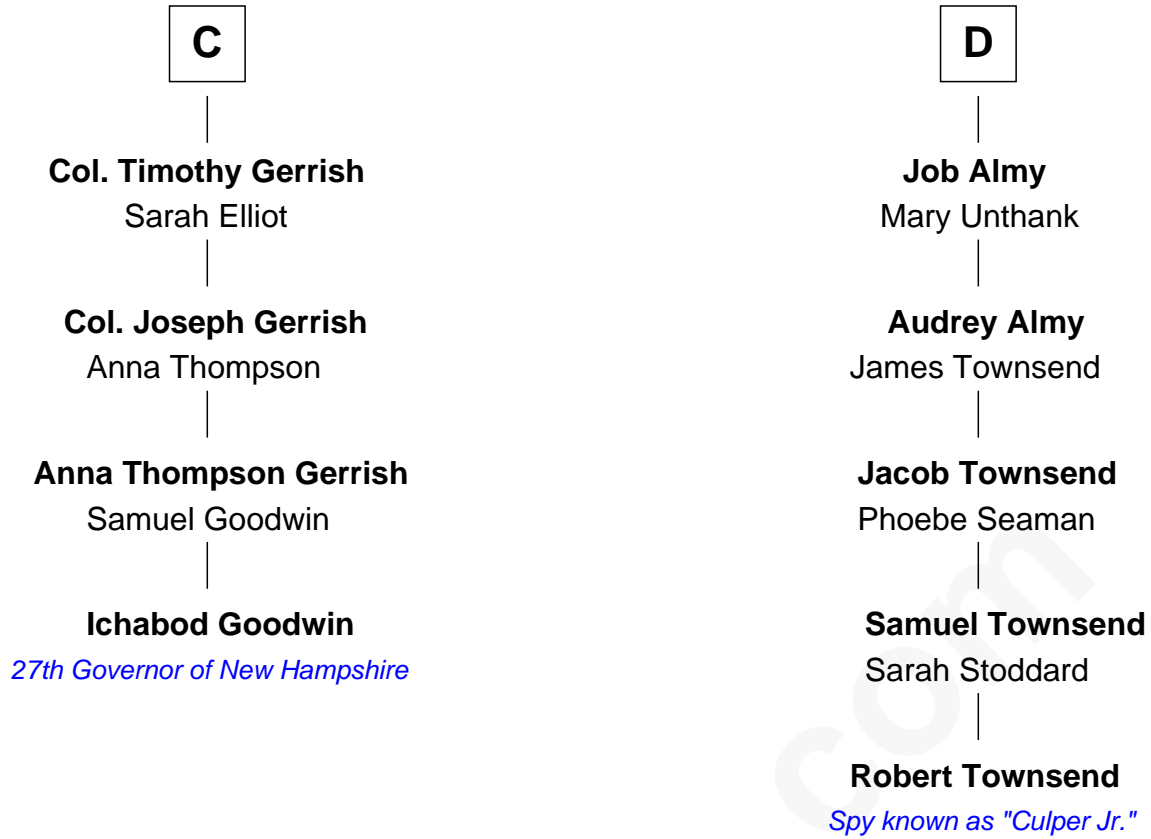 C
Col. Timothy Gerrish
Sarah Elliot
Col. Joseph Gerrish
Anna Thompson
Anna Thompson Gerrish
Samuel Goodwin
Ichabod Goodwin
27th Governor of New Hampshire
D
Job Almy
Mary Unthank
Audrey Almy
James Townsend
Jacob Townsend
Phoebe Seaman
Samuel Townsend
Sarah Stoddard
Robert Townsend
Spy known as "Culper Jr."
com